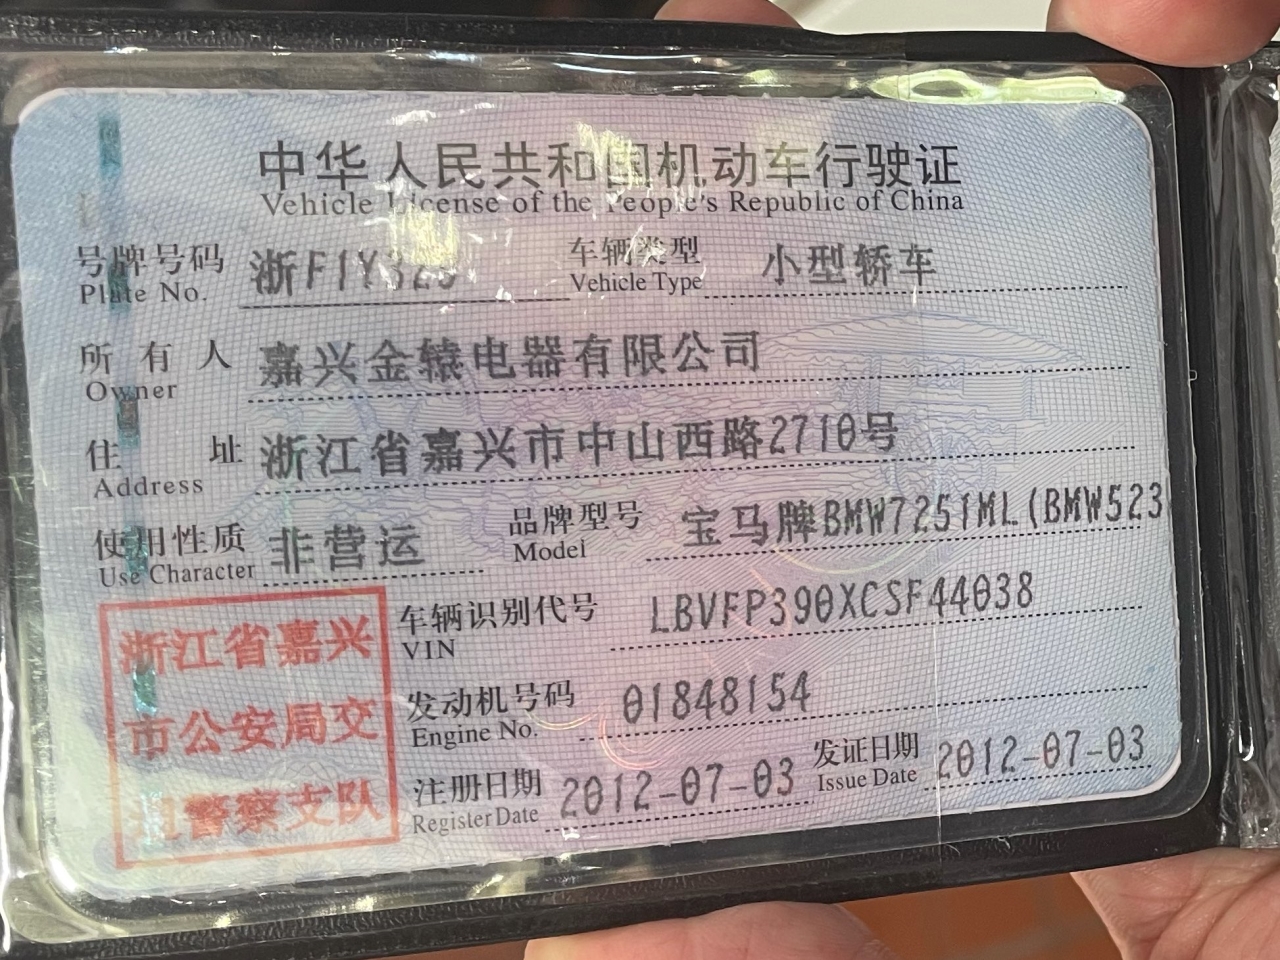 中华人民共和国机动车行驶证
Vehicle License of the People's Republic of China
号牌号码 浙F1Y325 车辆类型 小型轿车
Plate No. Vehicle Type
所有人 嘉兴金辕电器有限公司
Owner
住址 浙江省嘉兴市中山西路2710号
Address
使用性质 非营运 品牌型号 宝马牌BMW7251ML(BMW523
Use Character Model
浙江省嘉兴
市公安局交
警察支队
车辆识别代号 LBVFP390XCSF44038
VIN
发动机号码 01848154
Engine No.
注册日期 2012-07-03 发证日期 2012-07-03
Register Date Issue Date